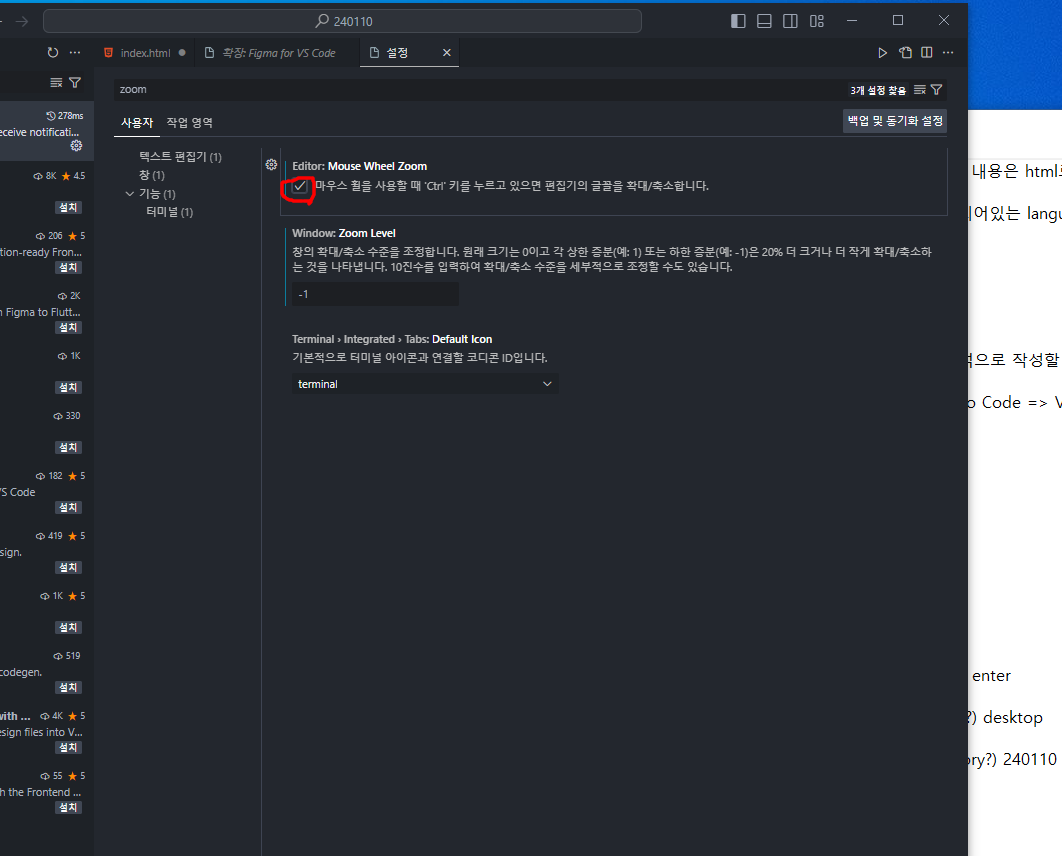 240110
index.html
확장: Figma for VS Code
설정
zoom
3개 설정 찾음
사용자
작업 영역
백업 및 동기화 설정
텍스트 편집기 (1)
창 (1)
기능 (1)
터미널 (1)
Editor: Mouse Wheel Zoom
마우스 휠을 사용할 때 'Ctrl' 키를 누르고 있으면 편집기의 글꼴을 확대/축소합니다.
Window: Zoom Level
창의 확대/축소 수준을 조정합니다. 원래 크기는 0이고 각 상한 증분(예: 1) 또는 하한 증분(예: -1)은 20% 더 크거나 더 작게 확대/축소하
는 것을 나타냅니다. 10진수를 입력하여 확대/축소 수준을 세부적으로 조정할 수도 있습니다.
-1
Terminal › Integrated › Tabs: Default Icon
기본적으로 터미널 아이콘과 연결할 코디콘 ID입니다.
terminal
278ms
eceive notificati...
8K ★ 4.5
설치
206 ★ 5
tion-ready Fron...
설치
2K
n Figma to Flutt...
설치
1K
설치
330
설치
182 ★ 5
/S Code
설치
419 ★ 5
sign.
설치
1K ★ 5
설치
519
codegen.
설치
with ... 4K ★ 5
esign files into V...
설치
55 ★ 5
h the Frontend ...
설치
내용은 html
어있는 langu
으로 작성할
o Code => V
enter
?) desktop
ory?) 240110